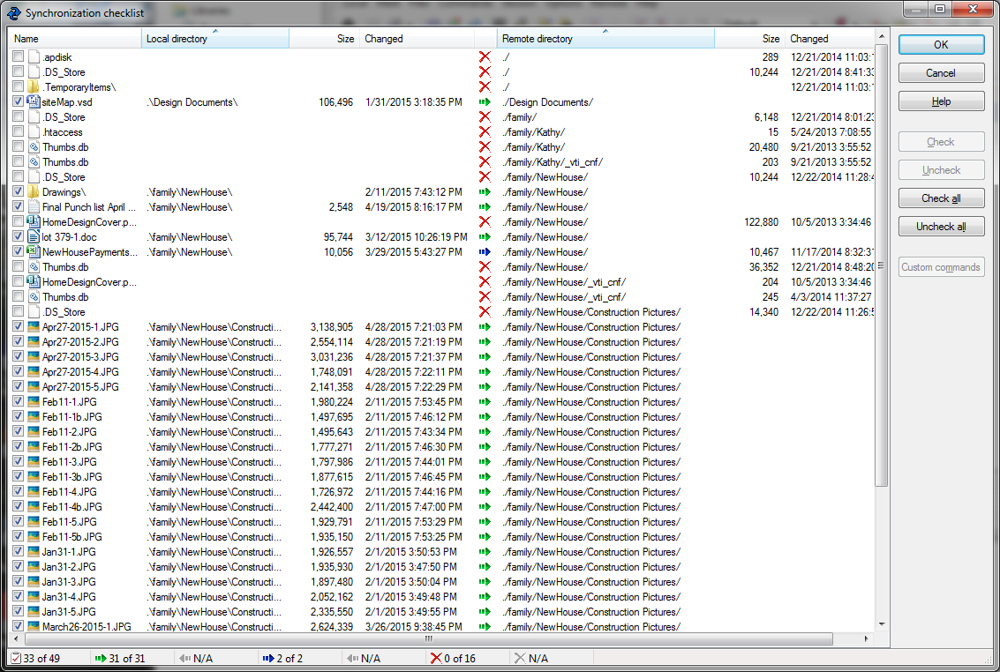 Synchronization checklist
Name Local directory Size Changed Remote directory Size Changed
.apdisk ./ 289 12/21/2014 11:03:1
.DS_Store ./ 10,244 12/21/2014 8:41:33
.TemporaryItems\ ./ 12/21/2014 11:03:1
siteMap.vsd .\Design Documents\ 106,496 1/31/2015 3:18:35 PM ./Design Documents/
.DS_Store ./family/ 6,148 12/21/2014 8:01:23
.htaccess ./family/Kathy/ 15 5/24/2013 7:08:55
Thumbs.db ./family/Kathy/ 20,480 9/21/2013 3:55:52
Thumbs.db ./family/Kathy/_vti_cnf/ 203 9/21/2013 3:55:52
.DS_Store ./family/NewHouse/ 10,244 12/22/2014 11:28:4
Drawings\ .\family\NewHouse\ 2/11/2015 7:43:12 PM ./family/NewHouse/
Final Punch list April ... .\family\NewHouse\ 2,548 4/19/2015 8:16:17 PM ./family/NewHouse/
HomeDesignCover.p... ./family/NewHouse/ 122,880 10/5/2013 3:34:46
lot 379-1.doc .\family\NewHouse\ 95,744 3/12/2015 10:26:19 PM ./family/NewHouse/
NewHousePayments... .\family\NewHouse\ 10,056 3/29/2015 5:43:27 PM ./family/NewHouse/ 10,467 11/17/2014 8:32:31
Thumbs.db ./family/NewHouse/ 36,352 12/21/2014 8:48:20
HomeDesignCover.p... ./family/NewHouse/_vti_cnf/ 204 10/5/2013 3:34:46
Thumbs.db ./family/NewHouse/_vti_cnf/ 245 4/3/2014 11:37:27
.DS_Store ./family/NewHouse/Construction Pictures/ 14,340 12/22/2014 11:26:5
Apr27-2015-1.JPG .\family\NewHouse\Constructi... 3,138,905 4/28/2015 7:21:03 PM ./family/NewHouse/Construction Pictures/
Apr27-2015-2.JPG .\family\NewHouse\Constructi... 2,554,114 4/28/2015 7:21:19 PM ./family/NewHouse/Construction Pictures/
Apr27-2015-3.JPG .\family\NewHouse\Constructi... 3,031,236 4/28/2015 7:21:37 PM ./family/NewHouse/Construction Pictures/
Apr27-2015-4.JPG .\family\NewHouse\Constructi... 1,748,091 4/28/2015 7:22:11 PM ./family/NewHouse/Construction Pictures/
Apr27-2015-5.JPG .\family\NewHouse\Constructi... 2,141,358 4/28/2015 7:22:29 PM ./family/NewHouse/Construction Pictures/
Feb11-1.JPG .\family\NewHouse\Constructi... 1,980,224 2/11/2015 7:53:45 PM ./family/NewHouse/Construction Pictures/
Feb11-1b.JPG .\family\NewHouse\Constructi... 1,497,695 2/11/2015 7:46:12 PM ./family/NewHouse/Construction Pictures/
Feb11-2.JPG .\family\NewHouse\Constructi... 1,495,643 2/11/2015 7:43:34 PM ./family/NewHouse/Construction Pictures/
Feb11-2b.JPG .\family\NewHouse\Constructi... 1,777,271 2/11/2015 7:46:30 PM ./family/NewHouse/Construction Pictures/
Feb11-3.JPG .\family\NewHouse\Constructi... 1,797,986 2/11/2015 7:44:01 PM ./family/NewHouse/Construction Pictures/
Feb11-3b.JPG .\family\NewHouse\Constructi... 1,877,615 2/11/2015 7:46:45 PM ./family/NewHouse/Construction Pictures/
Feb11-4.JPG .\family\NewHouse\Constructi... 1,726,972 2/11/2015 7:44:16 PM ./family/NewHouse/Construction Pictures/
Feb11-4b.JPG .\family\NewHouse\Constructi... 2,442,400 2/11/2015 7:47:00 PM ./family/NewHouse/Construction Pictures/
Feb11-5.JPG .\family\NewHouse\Constructi... 1,929,791 2/11/2015 7:53:29 PM ./family/NewHouse/Construction Pictures/
Feb11-5b.JPG .\family\NewHouse\Constructi... 1,935,150 2/11/2015 7:53:25 PM ./family/NewHouse/Construction Pictures/
Jan31-1.JPG .\family\NewHouse\Constructi... 1,926,557 2/1/2015 3:50:53 PM ./family/NewHouse/Construction Pictures/
Jan31-2.JPG .\family\NewHouse\Constructi... 1,935,930 2/1/2015 3:47:50 PM ./family/NewHouse/Construction Pictures/
Jan31-3.JPG .\family\NewHouse\Constructi... 1,897,480 2/1/2015 3:50:04 PM ./family/NewHouse/Construction Pictures/
Jan31-4.JPG .\family\NewHouse\Constructi... 2,052,162 2/1/2015 3:49:48 PM ./family/NewHouse/Construction Pictures/
Jan31-5.JPG .\family\NewHouse\Constructi... 2,335,550 2/1/2015 3:49:55 PM ./family/NewHouse/Construction Pictures/
March26-2015-1.JPG .\family\NewHouse\Constructi... 2,624,339 3/26/2015 9:38:45 PM ./family/NewHouse/Construction Pictures/
OK
Cancel
Help
Check
Uncheck
Check all
Uncheck all
Custom commands
33 of 49 31 of 31 N/A 2 of 2 N/A 0 of 16 N/A